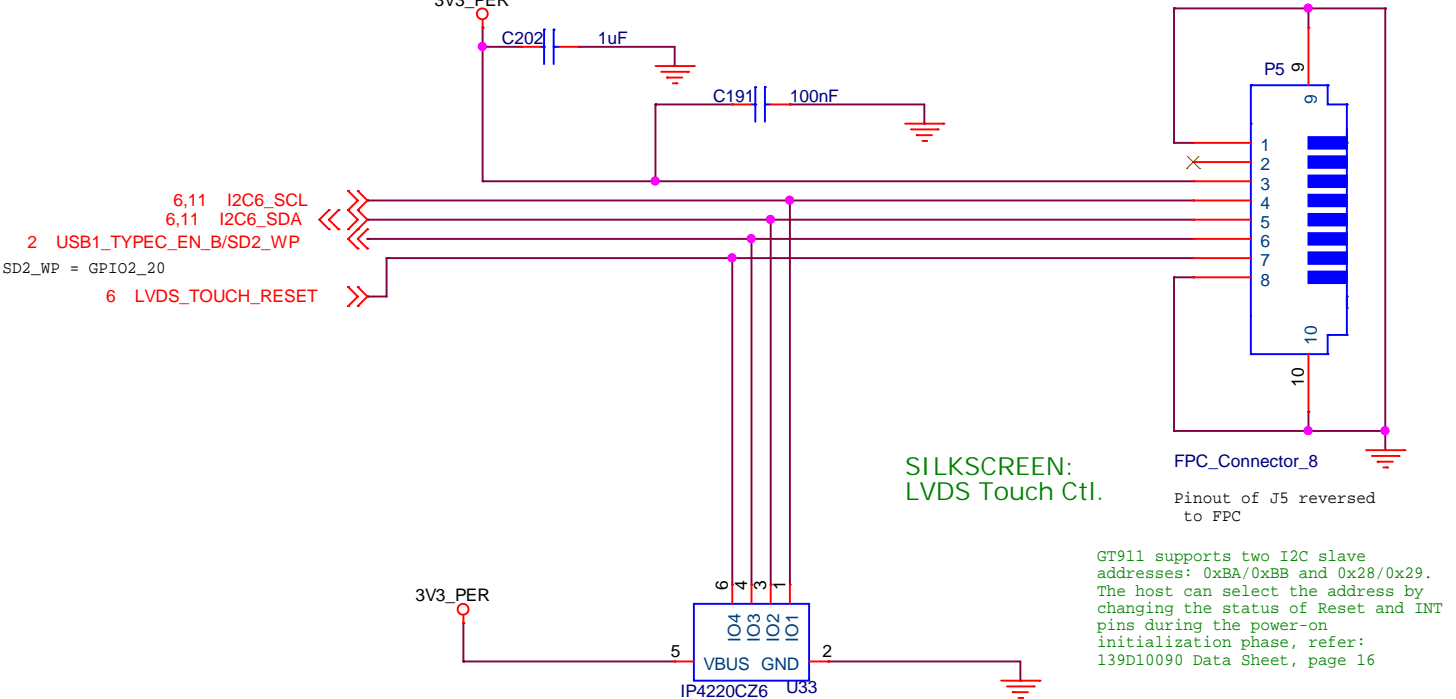 3V3_PER
C202 1uF
P5 9
9
C191 100nF
1
2
3
6,11 I2C6_SCL
4
6,11 I2C6_SDA
5
2 USB1_TYPEC_EN_B/SD2_WP
6
7
SD2_WP = GPIO2_20
8
6 LVDS_TOUCH_RESET
10
10
SILKSCREEN:
LVDS Touch Ctl.
FPC_Connector_8
Pinout of J5 reversed
to FPC
GT911 supports two I2C slave
addresses: 0xBA/0xBB and 0x28/0x29.
The host can select the address by
changing the status of Reset and INT
pins during the power-on
initialization phase, refer:
139D10090 Data Sheet, page 16
3V3_PER
6 4 3 1
IO4 IO3 IO2 IO1
5 VBUS GND 2
IP4220CZ6 U33